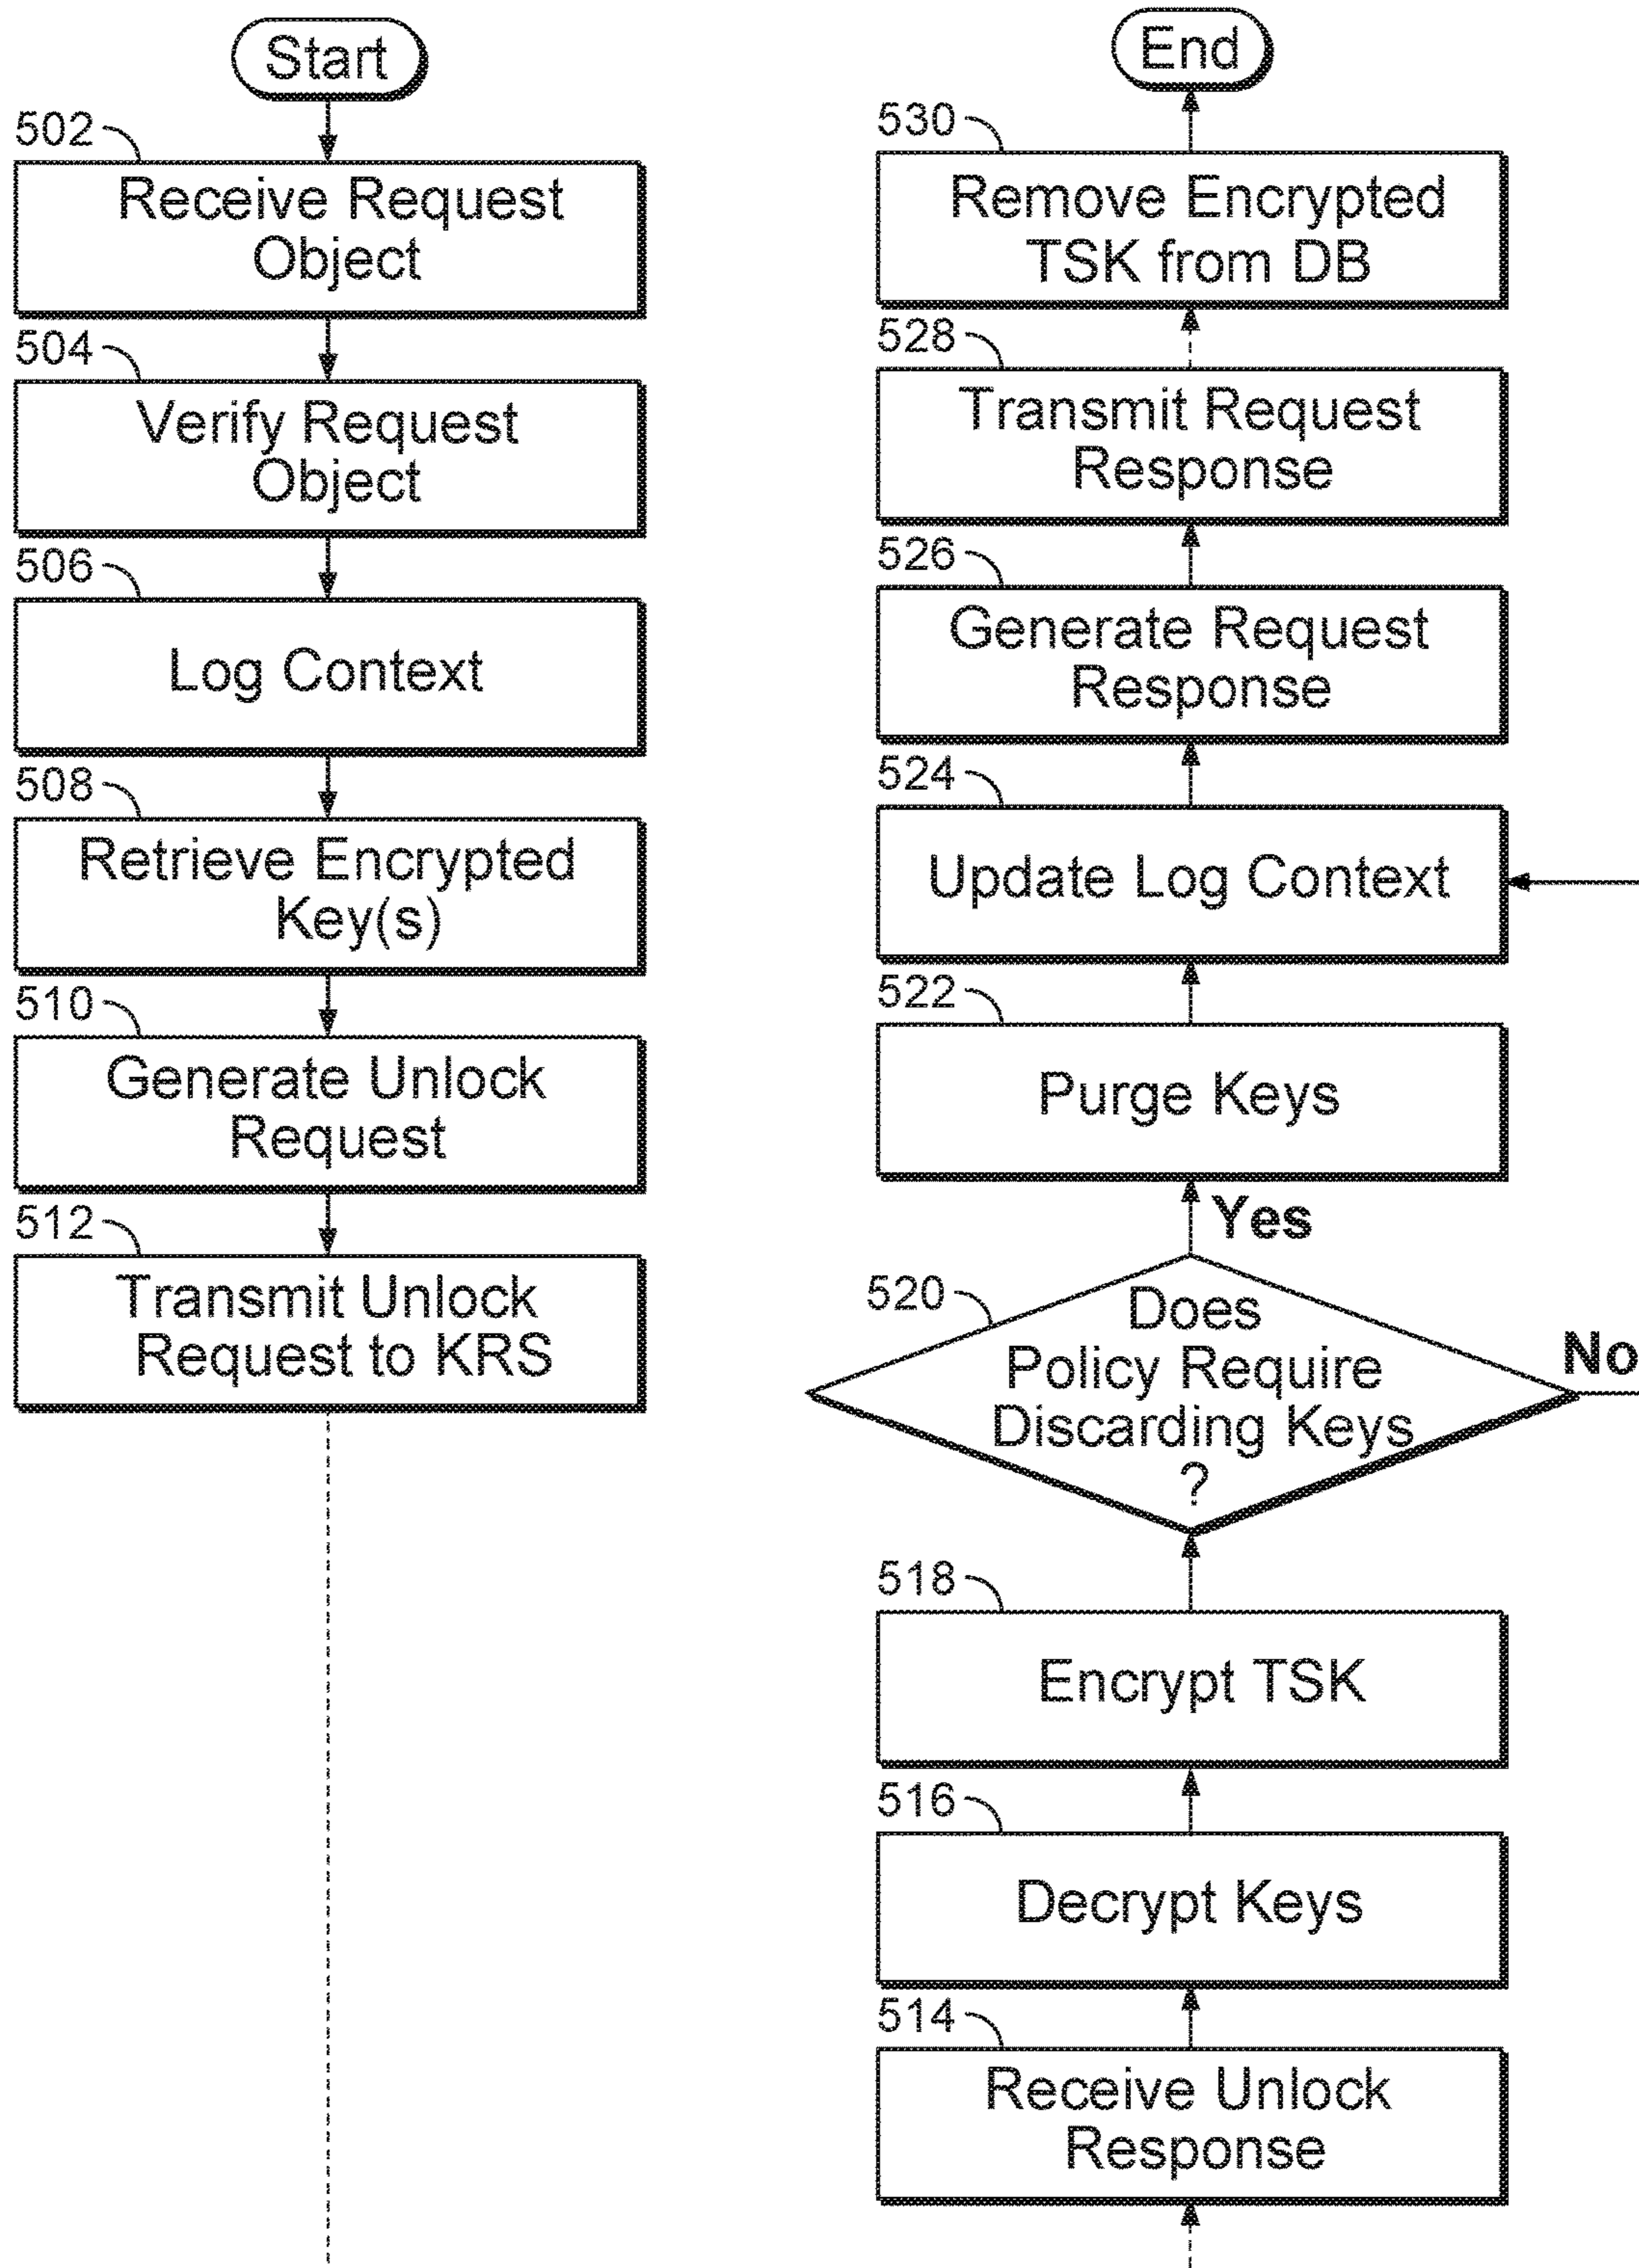 Start
502
Receive Request
Object
504
Verify Request
Object
506
Log Context
508
Retrieve Encrypted
Key(s)
510
Generate Unlock
Request
512
Transmit Unlock
Request to KRS
End
530
Remove Encrypted
TSK from DB
528
Transmit Request
Response
526
Generate Request
Response
524
Update Log Context
522
Purge Keys
Yes
520
Does
Policy Require
Discarding Keys
?
No
518
Encrypt TSK
516
Decrypt Keys
514
Receive Unlock
Response